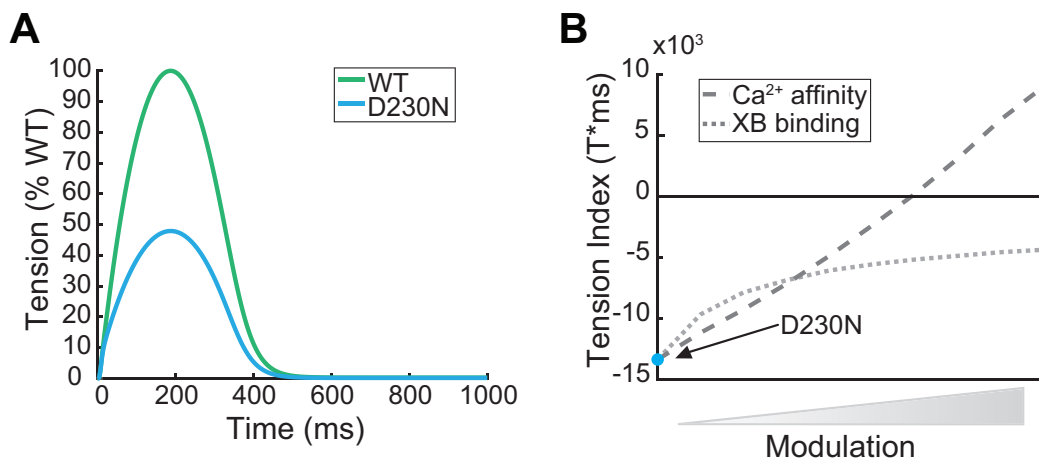 A
Tension (% WT)
100
90
80
70
60
50
40
30
20
10
0
0 200 400 600 800 1000
Time (ms)
WT
D230N
B
x10³
Tension Index (T*ms)
10
5
0
-5
-10
-15
Ca²⁺ affinity
XB binding
D230N
Modulation